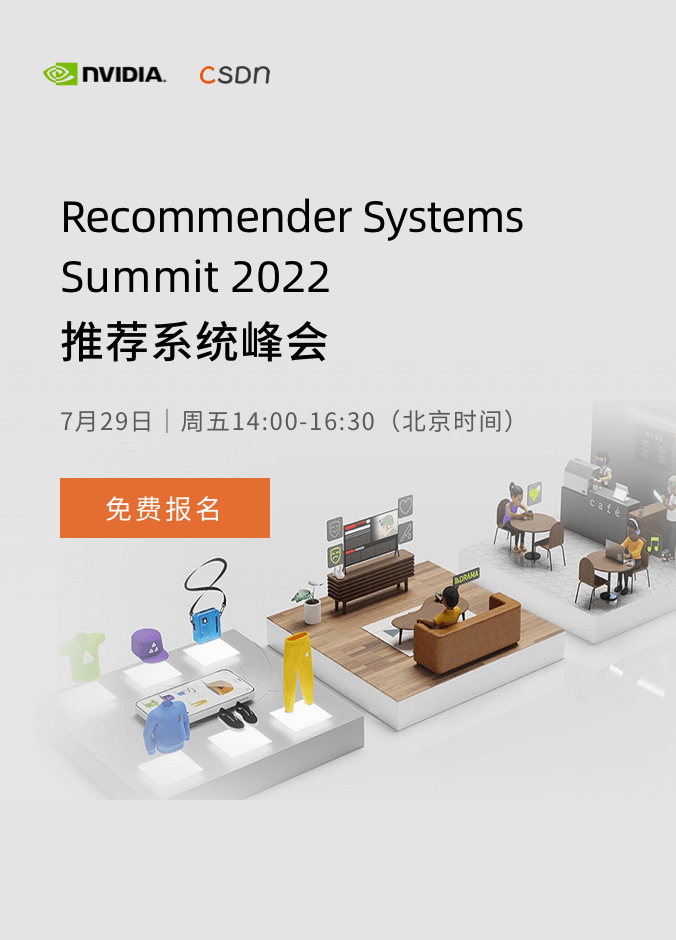 NVIDIA.
CSDN
Recommender Systems
Summit 2022
推荐系统峰会
7月29日｜周五14:00-16:30（北京时间）
免费报名
café
DRAMA